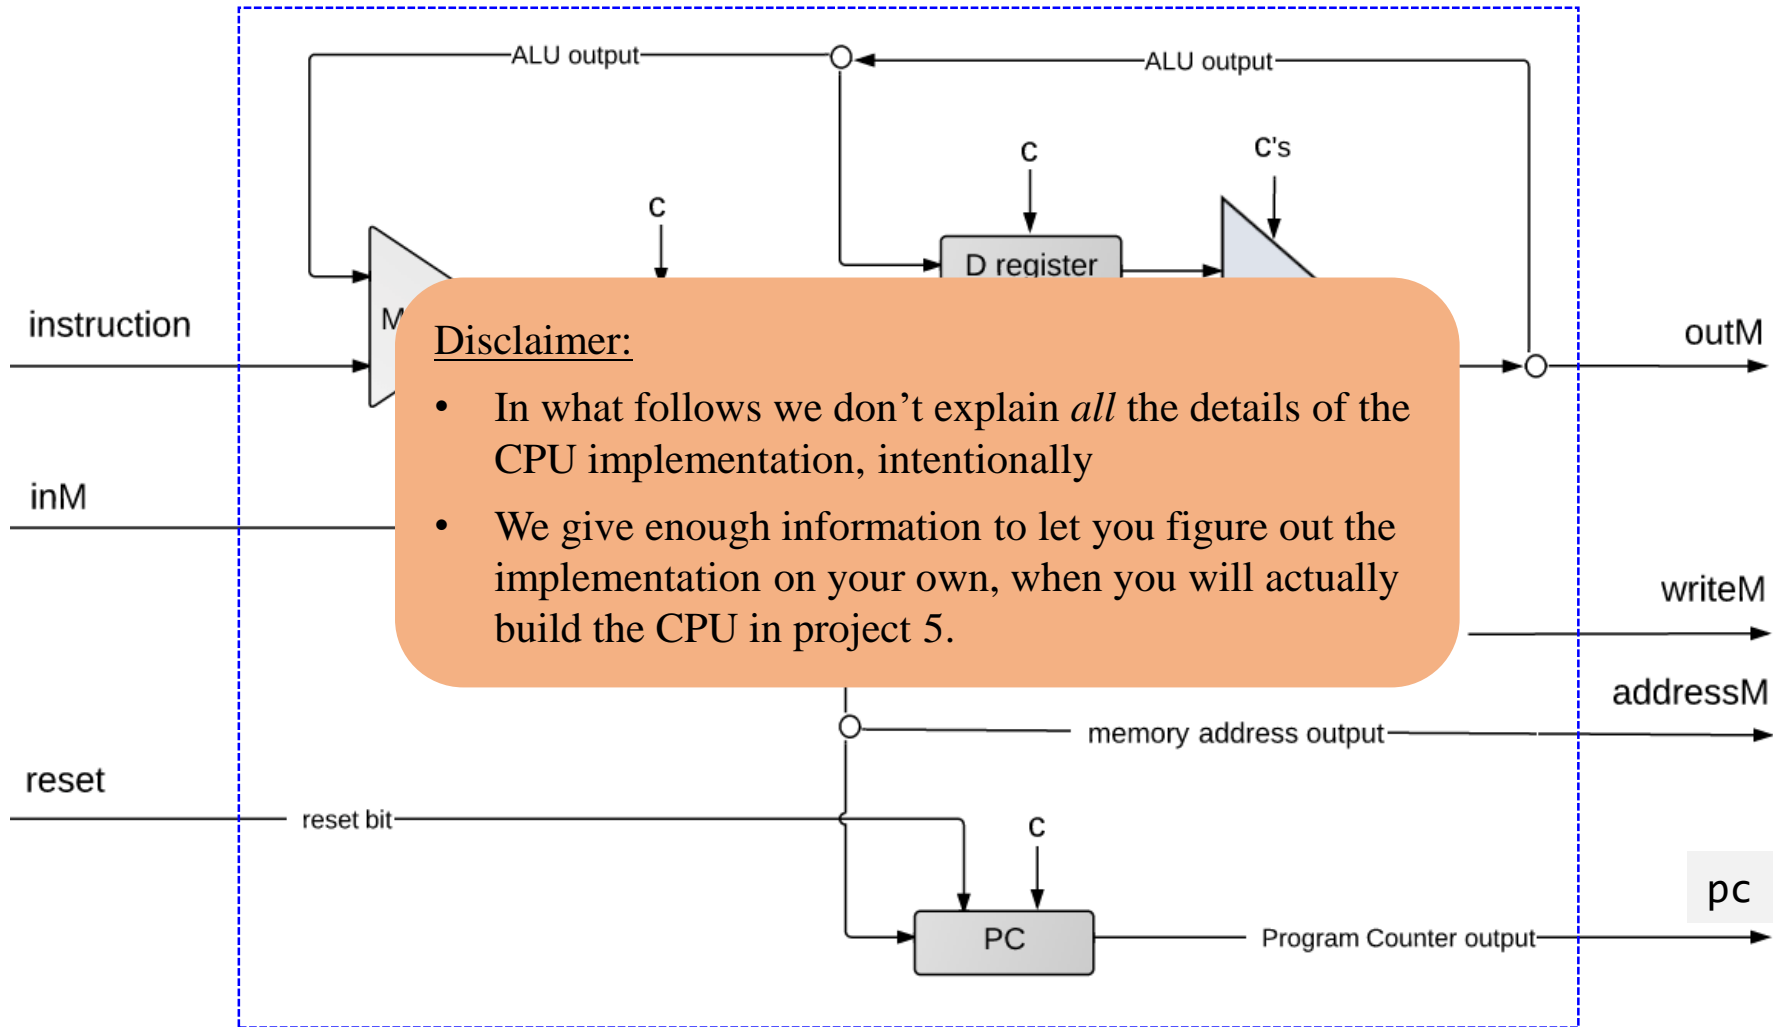 ALU output
ALU output
c
c's
c
D register
instruction
outM
Disclaimer:
• In what follows we don’t explain all the details of the
CPU implementation, intentionally
inM
• We give enough information to let you figure out the
implementation on your own, when you will actually
build the CPU in project 5.
writeM
addressM
memory address output
reset
reset bit
c
pc
PC
Program Counter output